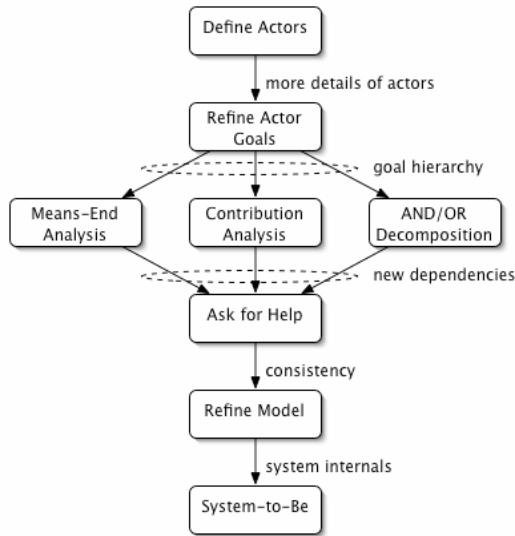 Define Actors
more details of actors
Refine Actor
Goals
goal hierarchy
Means-End
Analysis
Contribution
Analysis
AND/OR
Decomposition
new dependencies
Ask for Help
consistency
Refine Model
system internals
System-to-Be